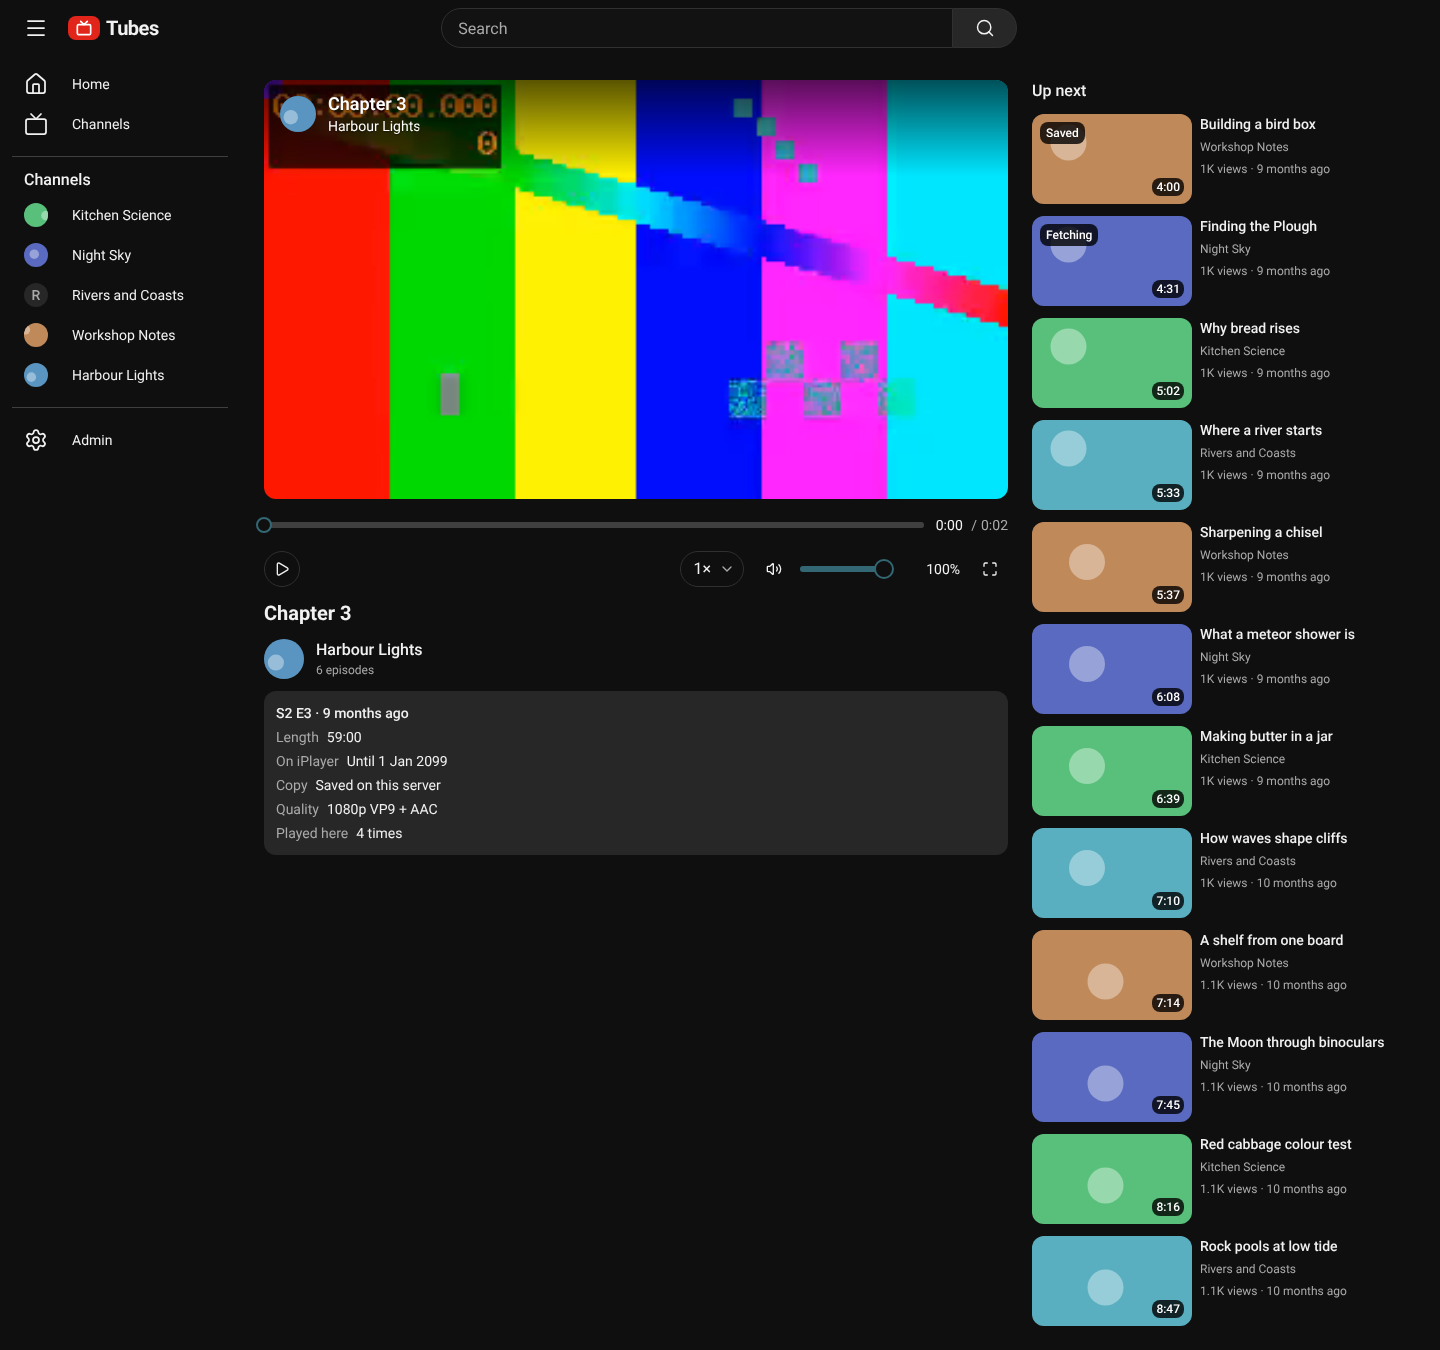 Tubes
Search
Home
Channels
Channels
Kitchen Science
Night Sky
R
Rivers and Coasts
Workshop Notes
Harbour Lights
Admin
Chapter 3
Harbour Lights
.000
0
0:00 / 0:02
1×
100%
Chapter 3
Harbour Lights
6 episodes
S2 E3 · 9 months ago
Length 59:00
On iPlayer Until 1 Jan 2099
Copy Saved on this server
Quality 1080p VP9 + AAC
Played here 4 times
Up next
Saved
4:00
Building a bird box
Workshop Notes
1K views · 9 months ago
Fetching
4:31
Finding the Plough
Night Sky
1K views · 9 months ago
5:02
Why bread rises
Kitchen Science
1K views · 9 months ago
5:33
Where a river starts
Rivers and Coasts
1K views · 9 months ago
5:37
Sharpening a chisel
Workshop Notes
1K views · 9 months ago
6:08
What a meteor shower is
Night Sky
1K views · 9 months ago
6:39
Making butter in a jar
Kitchen Science
1K views · 9 months ago
7:10
How waves shape cliffs
Rivers and Coasts
1K views · 10 months ago
7:14
A shelf from one board
Workshop Notes
1.1K views · 10 months ago
7:45
The Moon through binoculars
Night Sky
1.1K views · 10 months ago
8:16
Red cabbage colour test
Kitchen Science
1.1K views · 10 months ago
8:47
Rock pools at low tide
Rivers and Coasts
1.1K views · 10 months ago